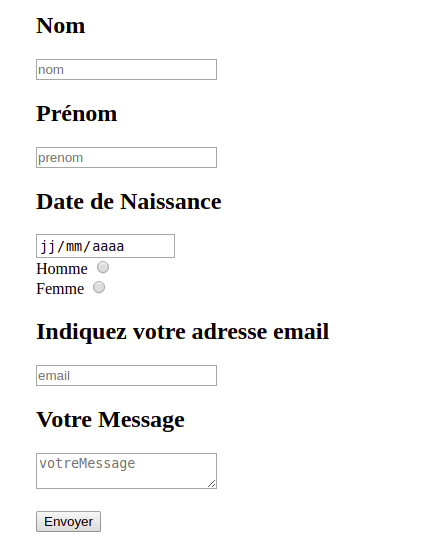 Nom
nom
Prénom
prenom
Date de Naissance
jj/mm/aaaa
Homme
Femme
Indiquez votre adresse email
email
Votre Message
votreMessage
Envoyer